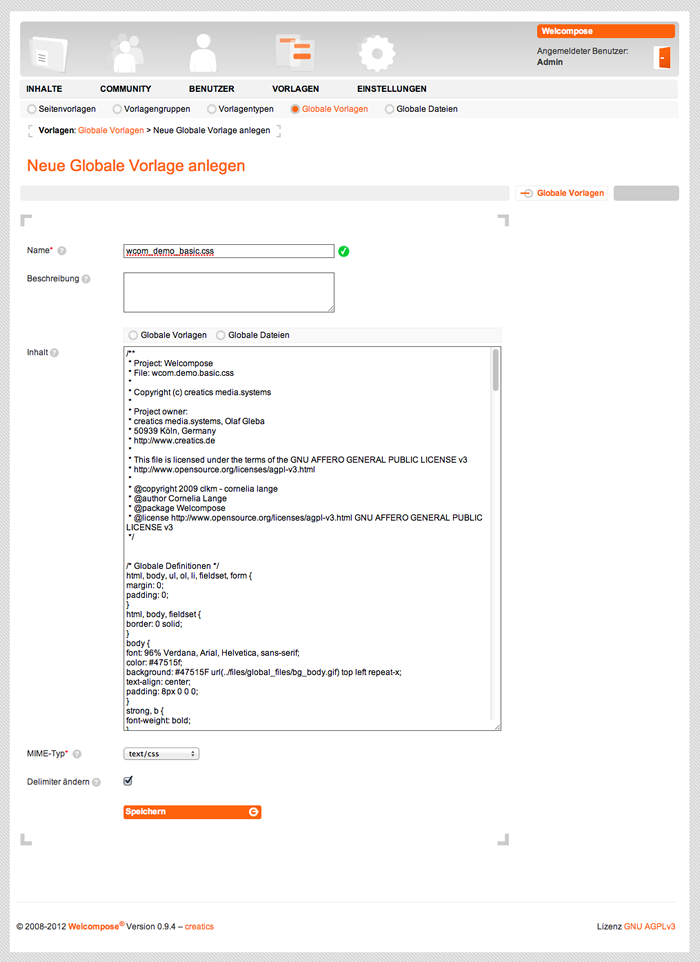 Welcompose
Angemeldeter Benutzer:
Admin
INHALTE COMMUNITY BENUTZER VORLAGEN EINSTELLUNGEN
Seitenvorlagen Vorlagengruppen Vorlagentypen Globale Vorlagen Globale Dateien
Vorlagen: Globale Vorlagen > Neue Globale Vorlage anlegen
Neue Globale Vorlage anlegen
Globale Vorlagen
Name* ? wcom_demo_basic.css
Beschreibung ?
Globale Vorlagen Globale Dateien
Inhalt ?
/**
* Project: Welcompose
* File: wcom.demo.basic.css
*
* Copyright (c) creatics media.systems
*
* Project owner:
* creatics media.systems, Olaf Gleba
* 50939 Köln, Germany
* http://www.creatics.de
*
* This file is licensed under the terms of the GNU AFFERO GENERAL PUBLIC LICENSE v3
* http://www.opensource.org/licenses/agpl-v3.html
*
* @copyright 2009 clkm - cornelia lange
* @author Cornelia Lange
* @package Welcompose
* @license http://www.opensource.org/licenses/agpl-v3.html GNU AFFERO GENERAL PUBLIC
LICENSE v3
*/
/* Globale Definitionen */
html, body, ul, ol, li, fieldset, form {
margin: 0;
padding: 0;
}
html, body, fieldset {
border: 0 solid;
}
body {
font: 96% Verdana, Arial, Helvetica, sans-serif;
color: #47515f;
background: #47515F url(../files/global_files/bg_body.gif) top left repeat-x;
text-align: center;
padding: 8px 0 0 0;
}
strong, b {
font-weight: bold;
}
MIME-Typ* ? text/css
Delimiter ändern ?
Speichern
© 2008-2012 Welcompose® Version 0.9.4 – creatics
Lizenz GNU AGPLv3